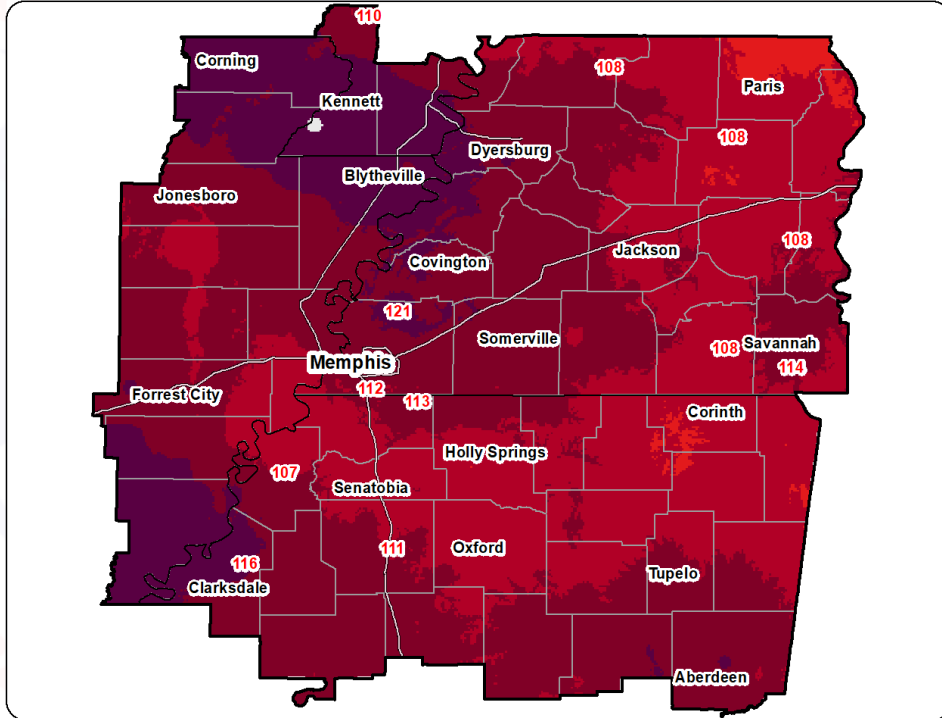 110
Corning
108
Paris
Kennett
108
Dyersburg
Blytheville
Jonesboro
108
Jackson
Covington
121
Somerville
108
Savannah
Memphis
114
112
Forrest City
113
Corinth
Holly Springs
107
Senatobia
111
Oxford
116
Tupelo
Clarksdale
Aberdeen